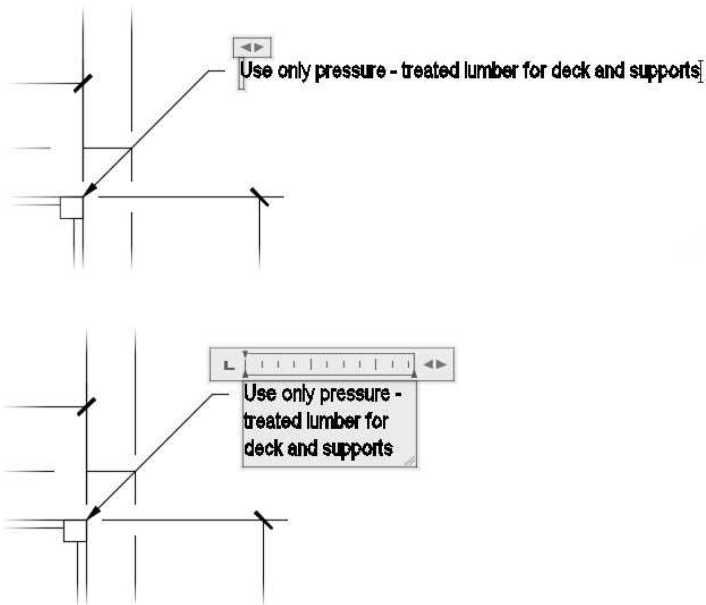 Use only pressure - treated lumber for deck and supports
L
Use only pressure -
treated lumber for
deck and supports